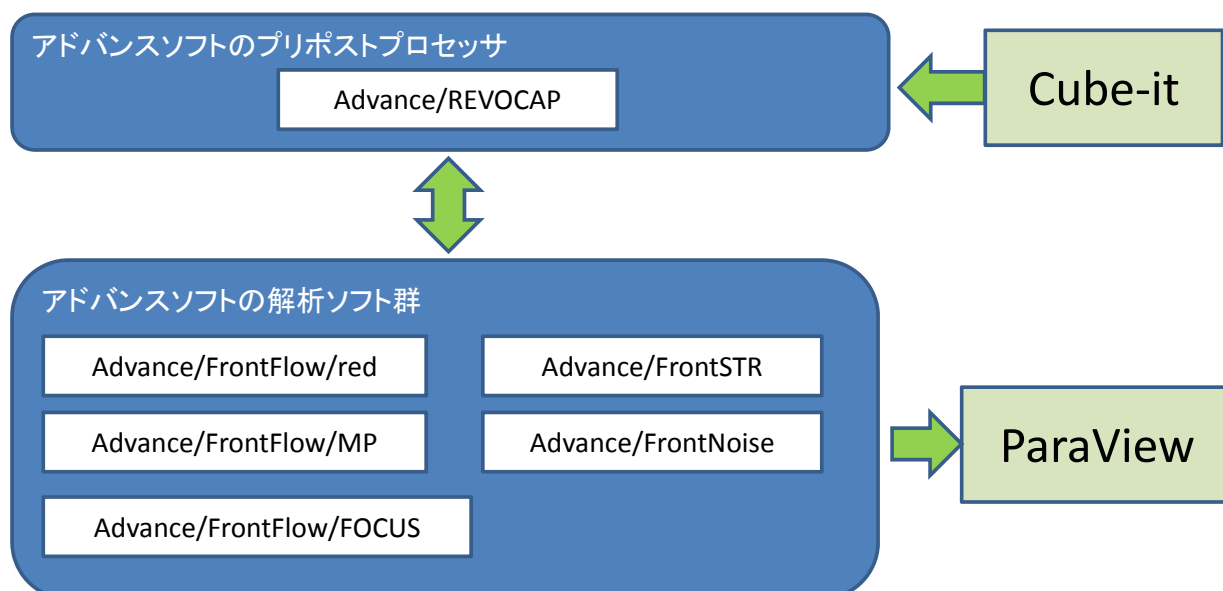 アドバンスソフトのプリポストプロセッサ
Advance/REVOCAP
Cube-it
アドバンスソフトの解析ソフト群
Advance/FrontFlow/red
Advance/FrontSTR
Advance/FrontFlow/MP
Advance/FrontNoise
Advance/FrontFlow/FOCUS
ParaView